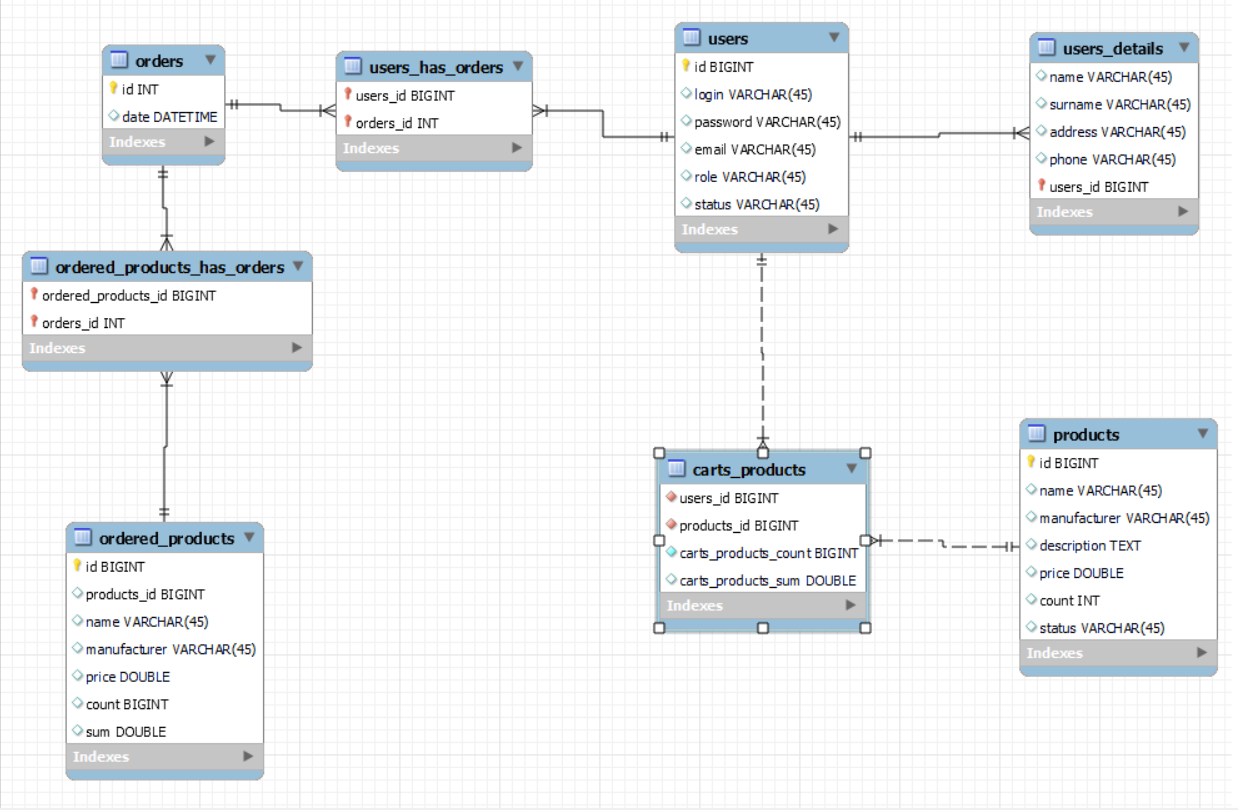 orders
id INT
date DATETIME
Indexes
users_has_orders
users_id BIGINT
orders_id INT
Indexes
users
id BIGINT
login VARCHAR(45)
password VARCHAR(45)
email VARCHAR(45)
role VARCHAR(45)
status VARCHAR(45)
Indexes
users_details
name VARCHAR(45)
surname VARCHAR(45)
address VARCHAR(45)
phone VARCHAR(45)
users_id BIGINT
Indexes
ordered_products_has_orders
ordered_products_id BIGINT
orders_id INT
Indexes
carts_products
users_id BIGINT
products_id BIGINT
carts_products_count BIGINT
carts_products_sum DOUBLE
Indexes
products
id BIGINT
name VARCHAR(45)
manufacturer VARCHAR(45)
description TEXT
price DOUBLE
count INT
status VARCHAR(45)
Indexes
ordered_products
id BIGINT
products_id BIGINT
name VARCHAR(45)
manufacturer VARCHAR(45)
price DOUBLE
count BIGINT
sum DOUBLE
Indexes